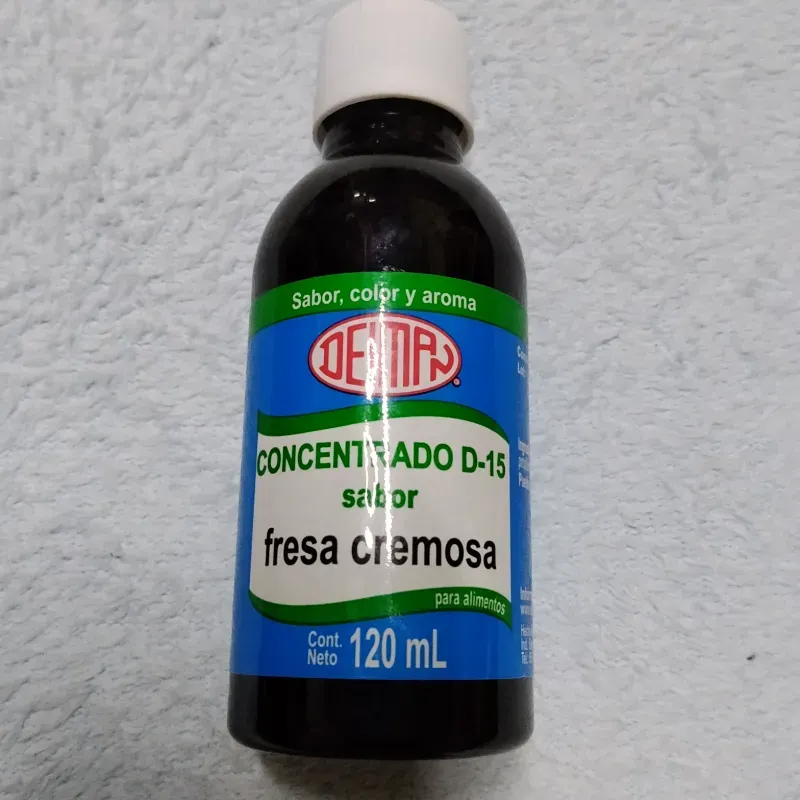 Sabor, color y aroma
DEIMAN
CONCENTRADO D-15
sabor
fresa cremosa
para alimentos
Cont.
Neto 120 mL